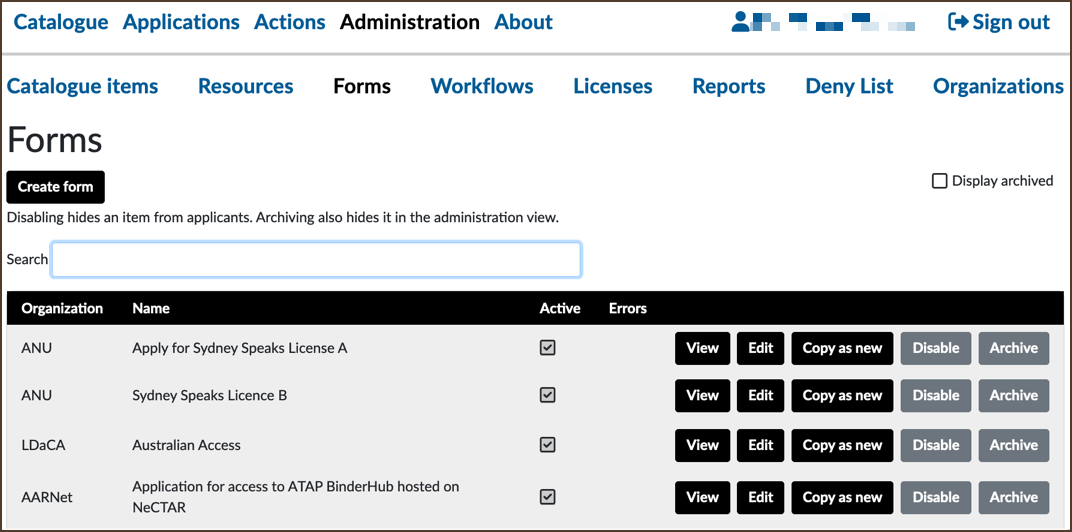 Catalogue Applications Actions Administration About Sign out
Catalogue items Resources Forms Workflows Licenses Reports Deny List Organizations
Forms
Create form
Display archived
Disabling hides an item from applicants. Archiving also hides it in the administration view.
Search
Organization Name Active Errors
ANU Apply for Sydney Speaks License A View Edit Copy as new Disable Archive
ANU Sydney Speaks Licence B View Edit Copy as new Disable Archive
LDaCA Australian Access View Edit Copy as new Disable Archive
AARNet Application for access to ATAP BinderHub hosted on
NeCTAR View Edit Copy as new Disable Archive